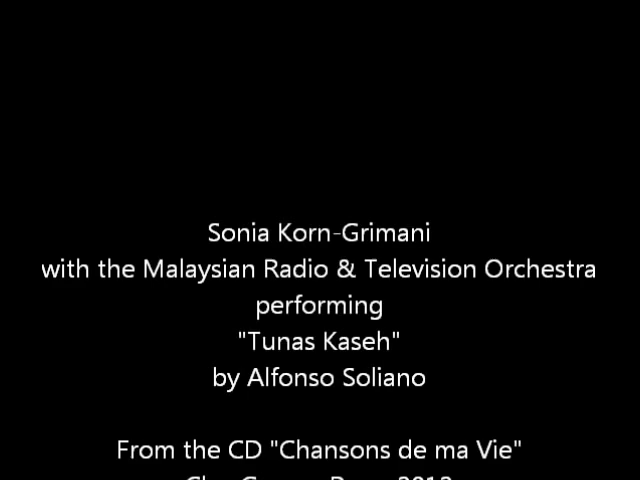 Sonia Korn-Grimani
with the Malaysian Radio & Television Orchestra
performing
"Tunas Kaseh"
by Alfonso Soliano
From the CD "Chansons de ma Vie"